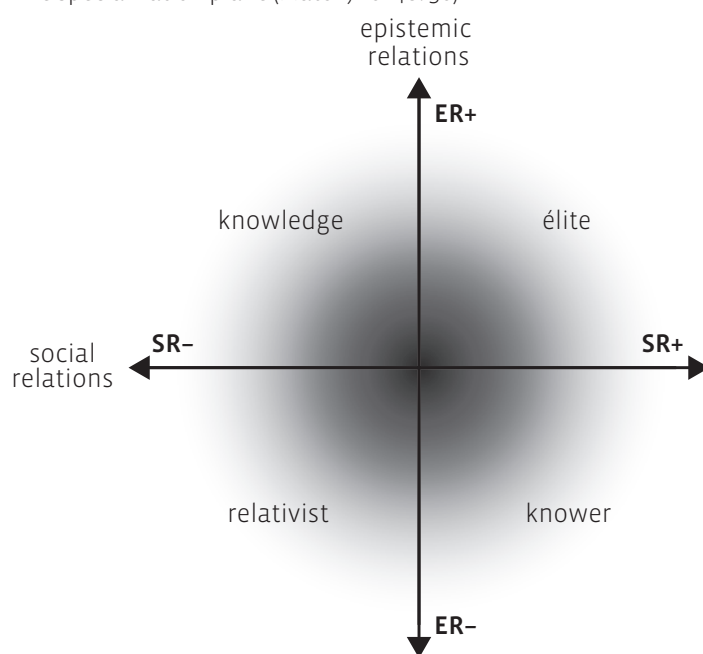 epistemic
relations
ER+
knowledge
élite
SR–
SR+
social
relations
relativist
knower
ER–